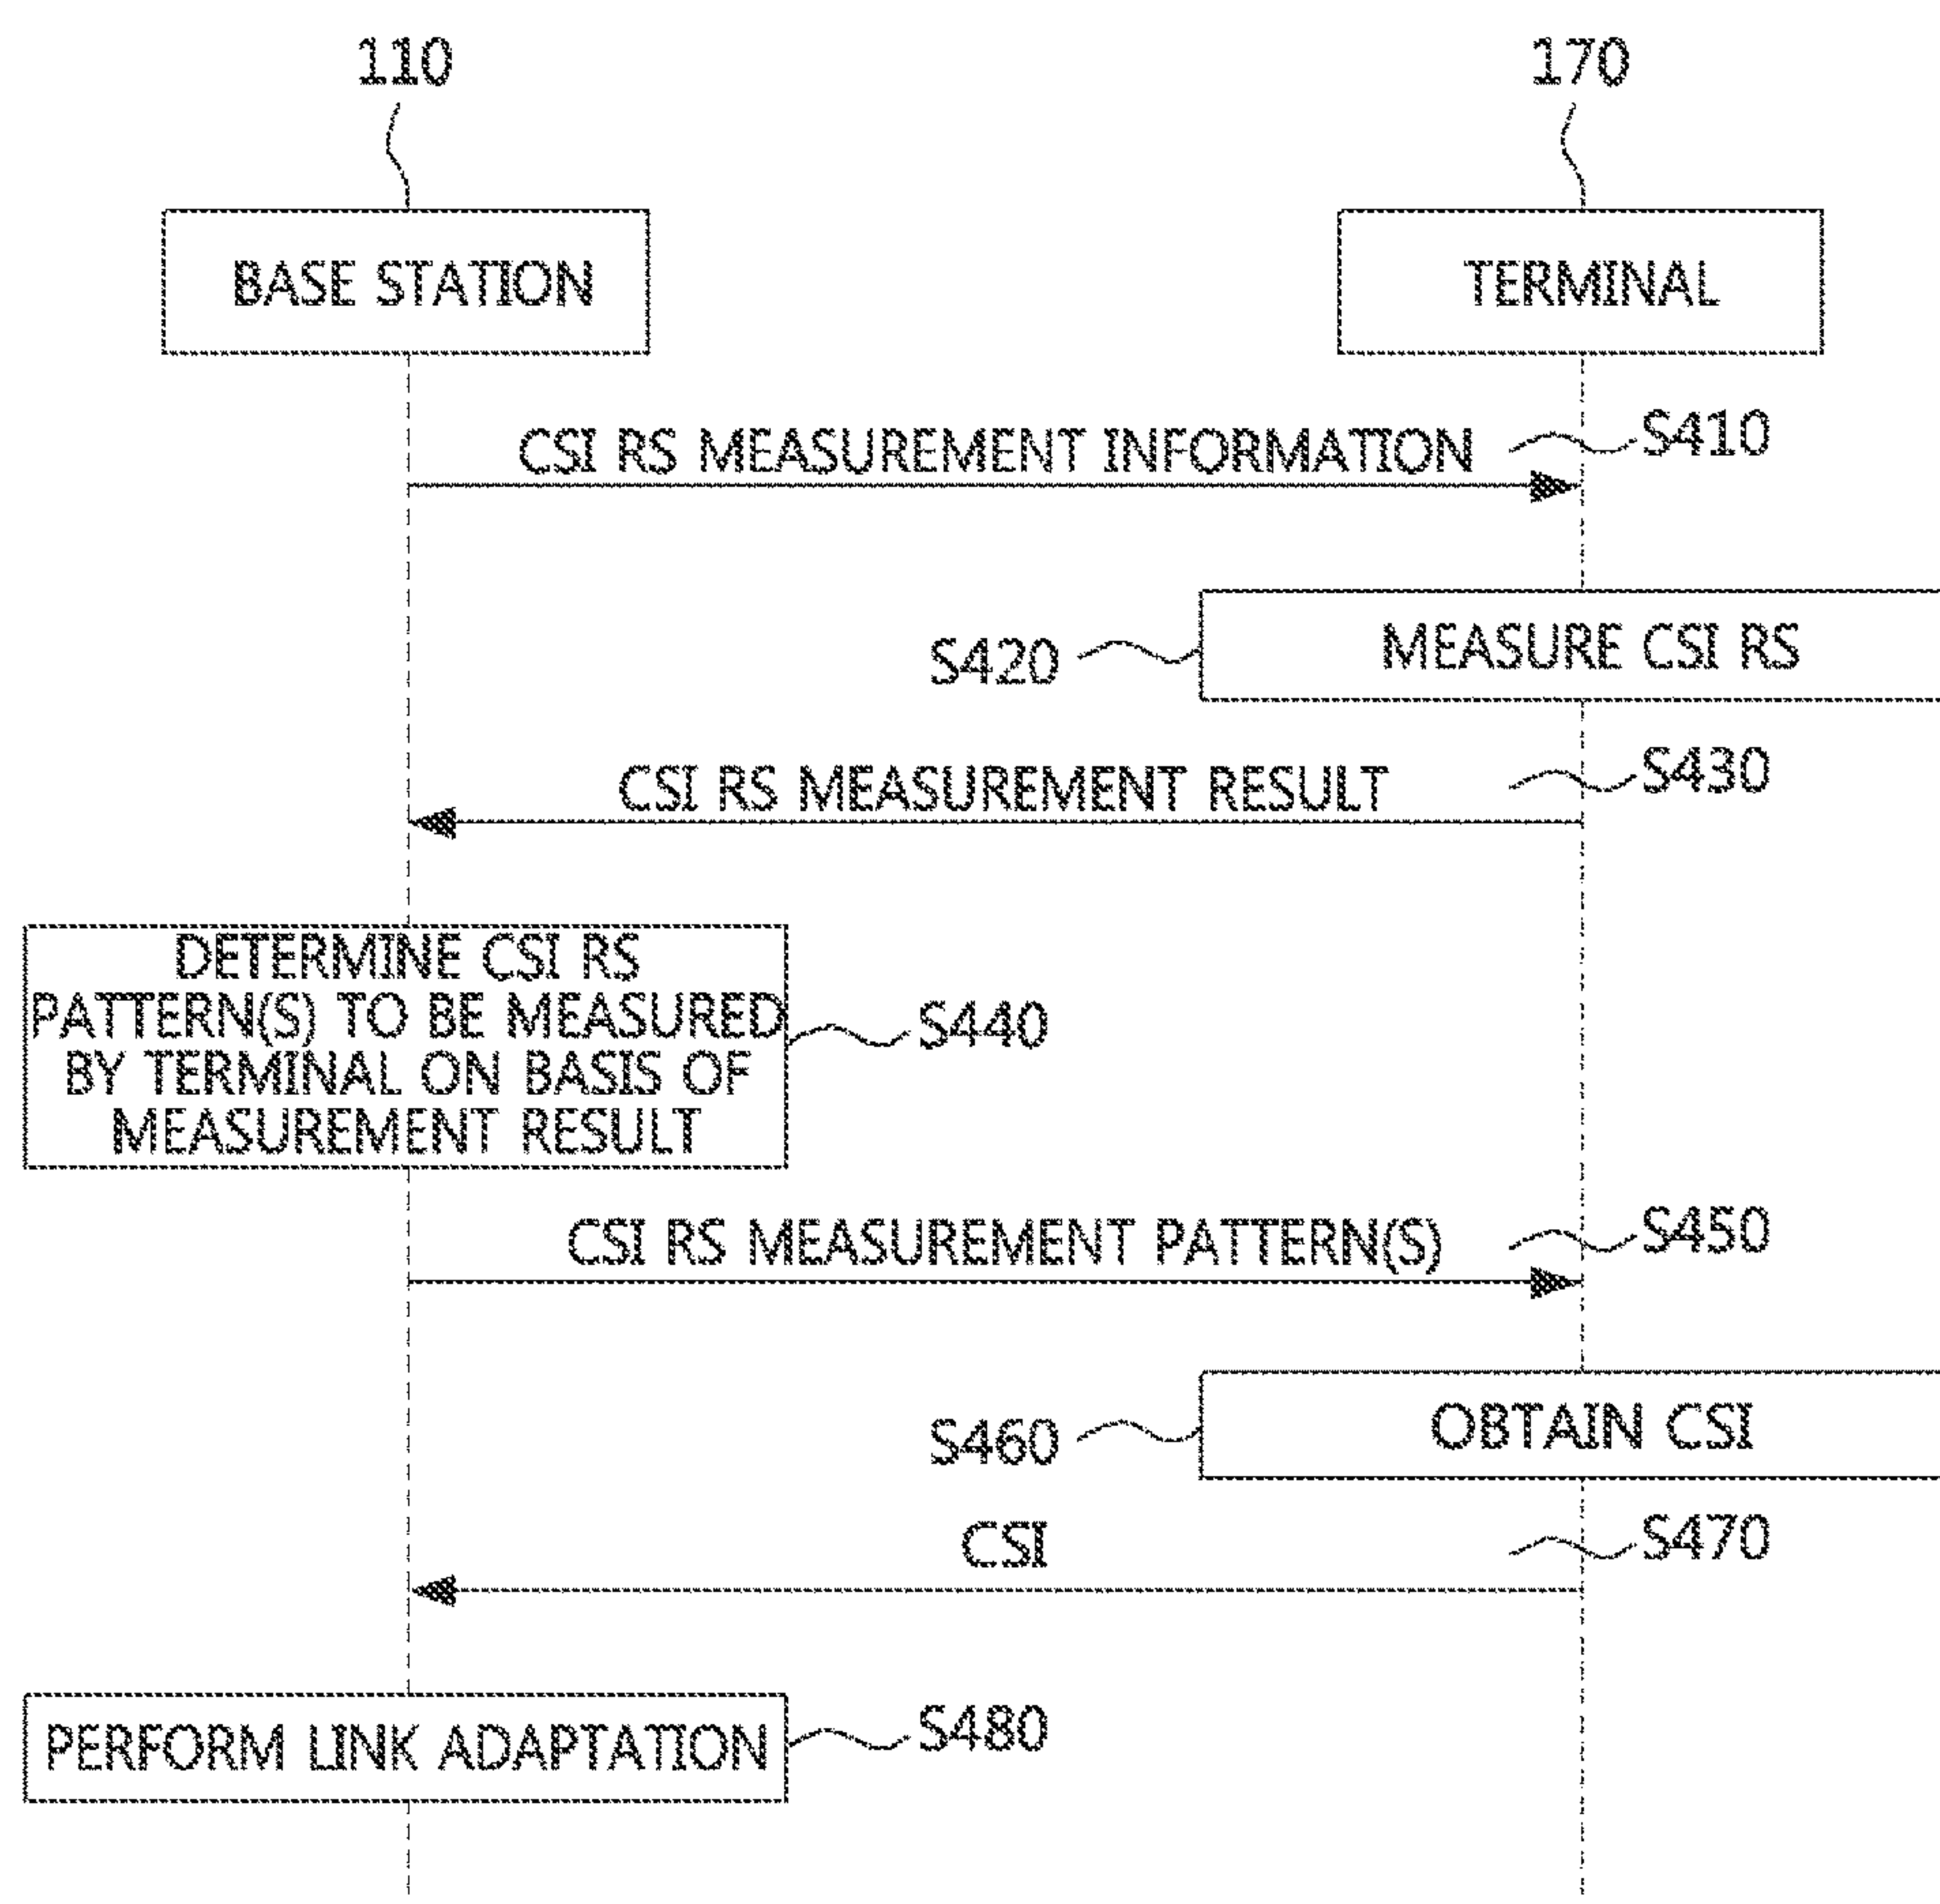 110
170
BASE STATION
TERMINAL
CSI RS MEASUREMENT INFORMATION
S410
S420
MEASURE CSI RS
CSI RS MEASUREMENT RESULT
S430
DETERMINE CSI RS
PATTERN(S) TO BE MEASURED
BY TERMINAL ON BASIS OF
MEASUREMENT RESULT
S440
CSI RS MEASUREMENT PATTERN(S)
S450
S460
OBTAIN CSI
CSI
S470
PERFORM LINK ADAPTATION
S480